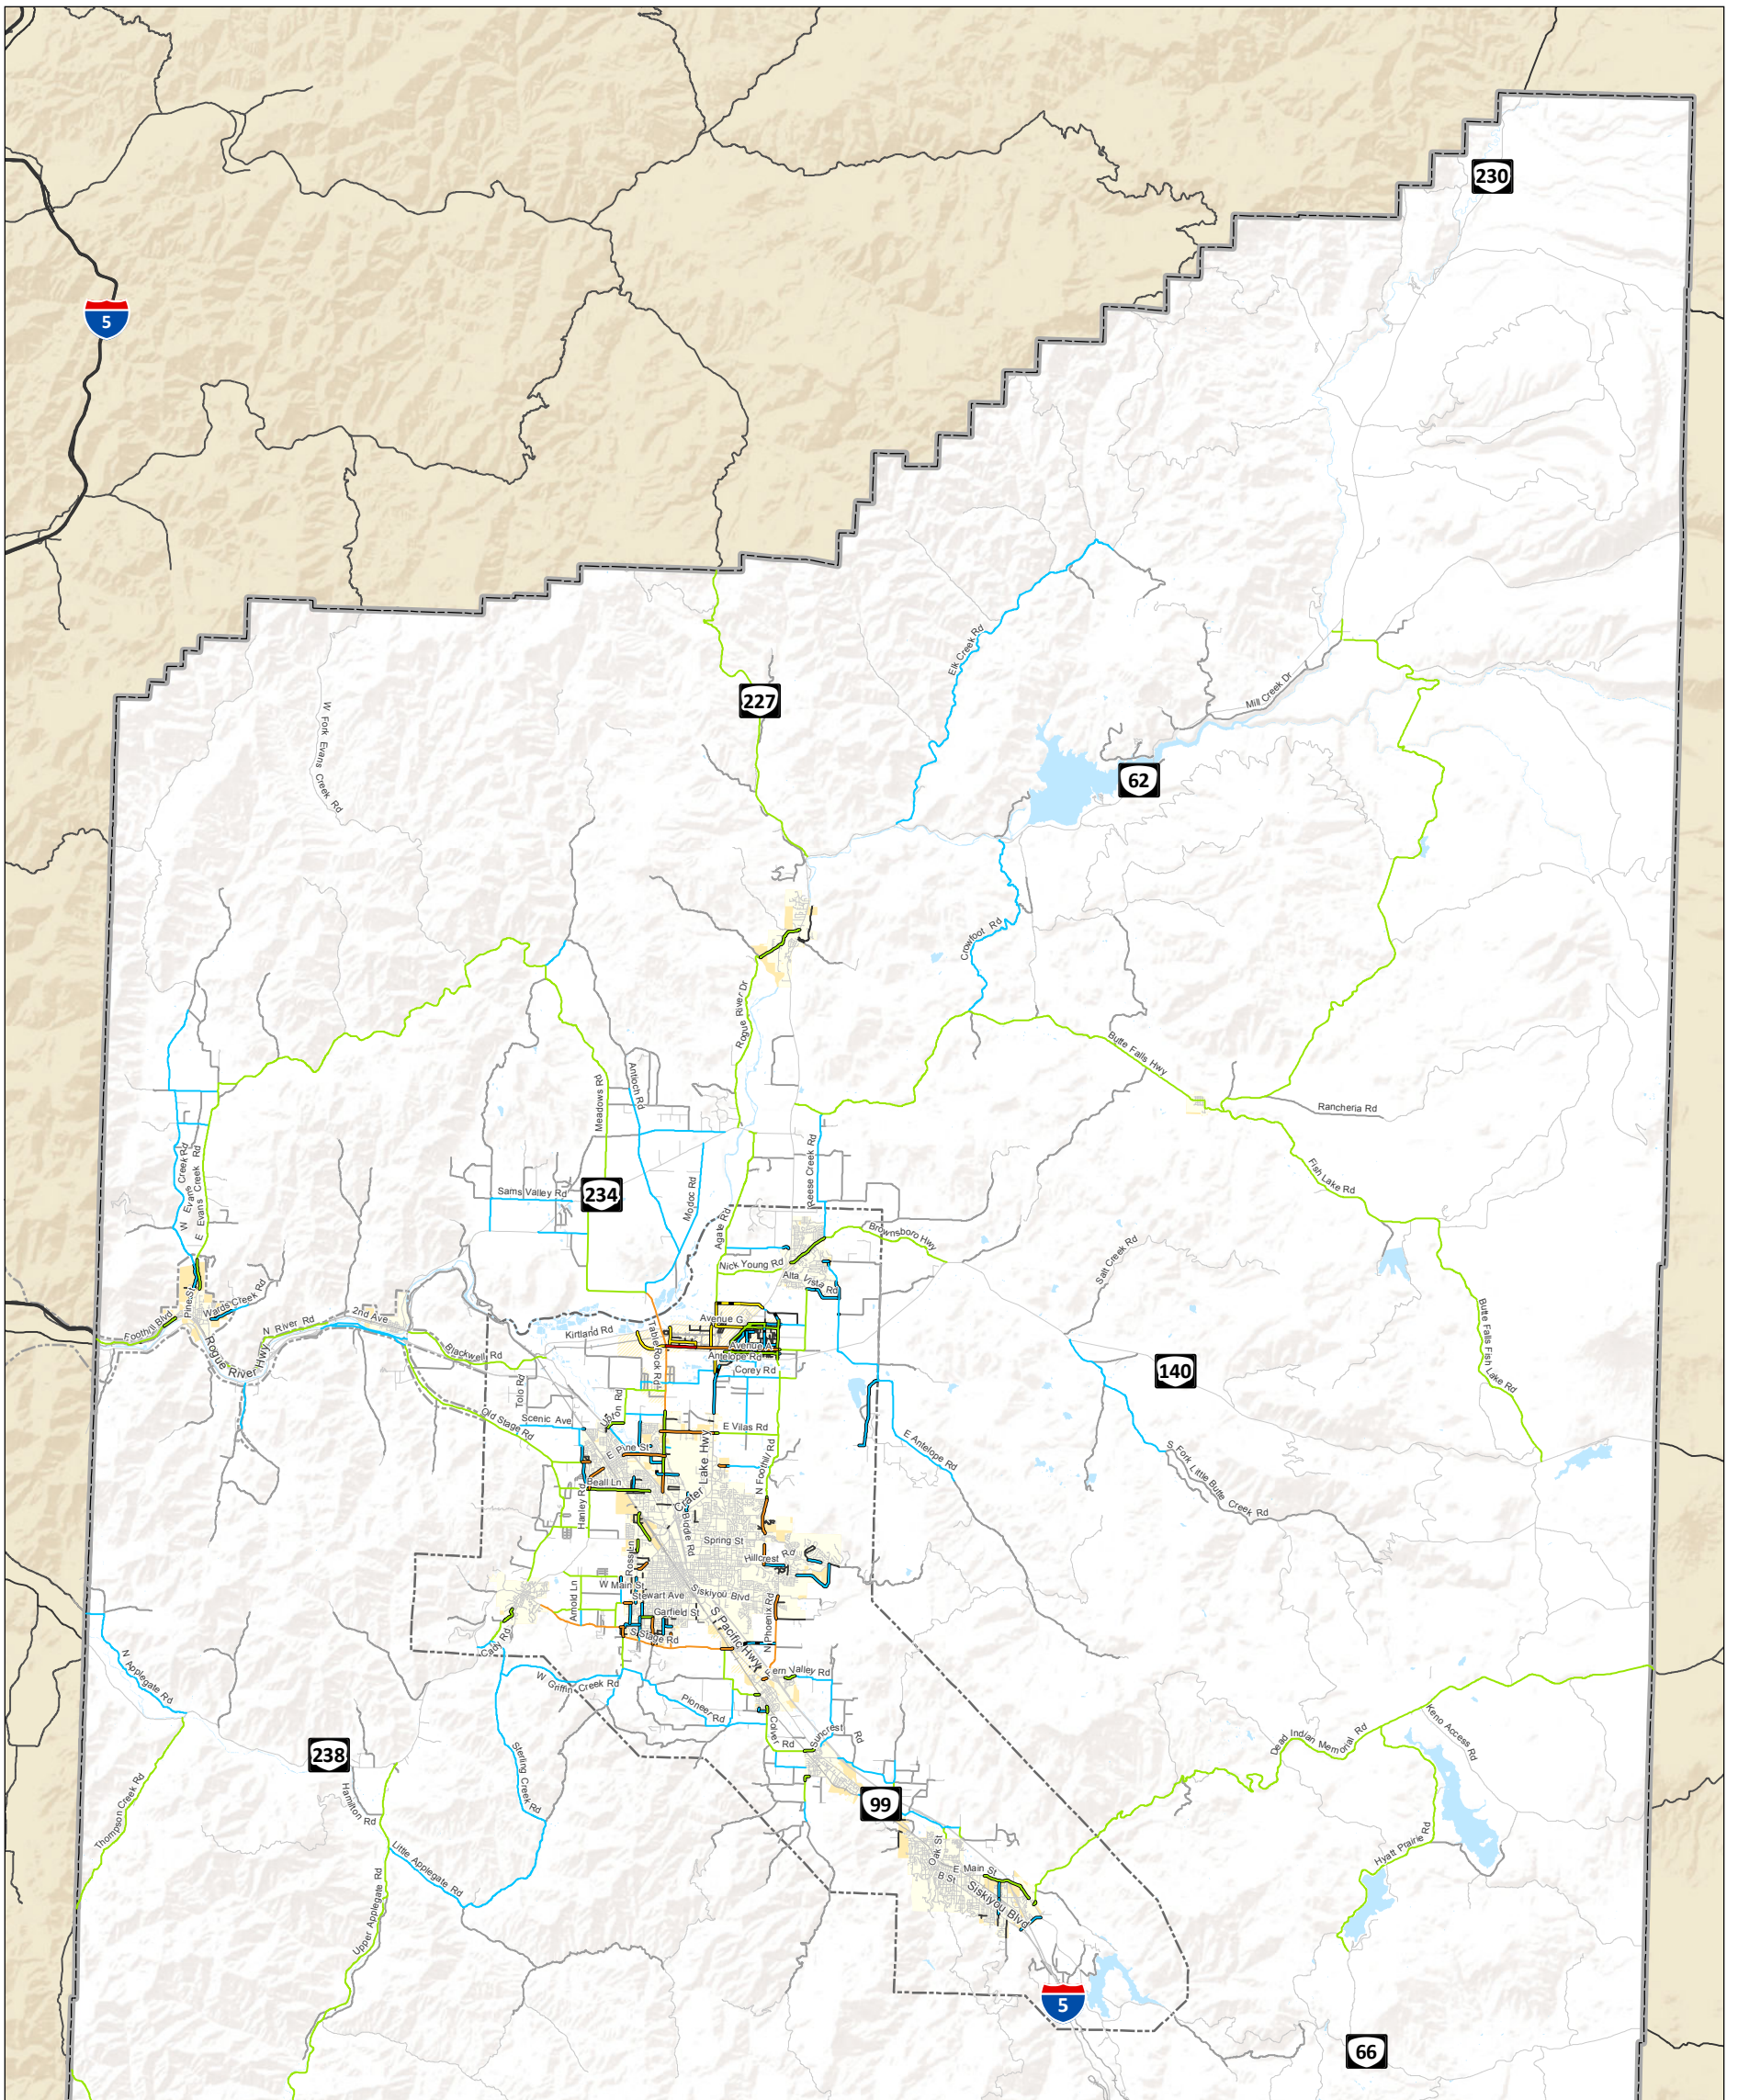 230
5
Elk Creek Rd
227
Mill Creek Dr
W Fork Evans Creek Rd
62
Crowfoot Rd
Rogue River Dr
Butte Falls Hwy
Antioch Rd
Meadows Rd
Rancheria Rd
Reese Creek Rd
W Evans Creek Rd
E Evans Creek Rd
Fish Lake Rd
Sams Valley Rd
234
Modoc Rd
Agate Rd
Brownsboro Hwy
Salt Creek Rd
Nick Young Rd
Alta Vista Rd
Pine St
Wards Creek Rd
Foothill Blvd
N River Rd
2nd Ave
Rogue River Hwy
Blackwell Rd
Kirtland Rd
Table Rock Rd
Avenue G
Avenue A
Antelope Rd
Corey Rd
Butte Falls Fish Lake Rd
140
Tolo Rd
Old Stage Rd
Scenic Ave
Upton Rd
E Vilas Rd
E Pine St
Crater Lake Hwy
N Foothill Rd
E Antelope Rd
S Fork Little Butte Creek Rd
Beall Ln
Hanley Rd
Biddle Rd
Spring St
Ross Ln
Hillcrest Rd
W Main St
Siskiyou Blvd
Stewart Ave
Arnold Ln
Garfield St
S Stage Rd
S Pacific Hwy
N Phoenix Rd
Cady Rd
Fern Valley Rd
W Griffin Creek Rd
N Applegate Rd
Pioneer Rd
Colver Rd
Suncrest Rd
Dead Indian Memorial Rd
Keno Access Rd
238
Sterling Creek Rd
Thompson Creek Rd
Hamilton Rd
99
Little Applegate Rd
Oak St
E Main St
B St
Siskiyou Blvd
Hyatt Prairie Rd
Upper Applegate Rd
5
66